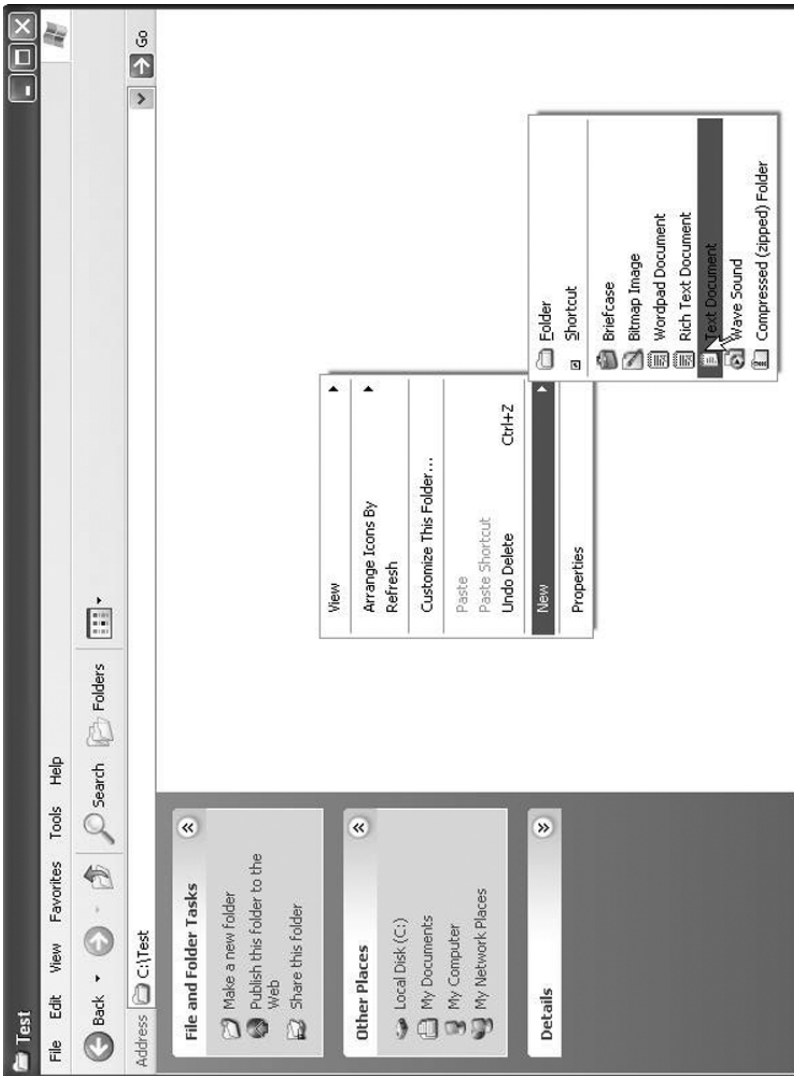 Test
File Edit View Favorites Tools Help
Back Search Folders
Address C:\Test Go
File and Folder Tasks
Make a new folder
Publish this folder to the
Web
Share this folder
Other Places
Local Disk (C:)
My Documents
My Computer
My Network Places
Details
View
Arrange Icons By
Refresh
Customize This Folder...
Paste
Paste Shortcut
Undo Delete Ctrl+Z
New
Properties
Folder
Shortcut
Briefcase
Bitmap Image
Wordpad Document
Rich Text Document
Text Document
Wave Sound
Compressed (zipped) Folder